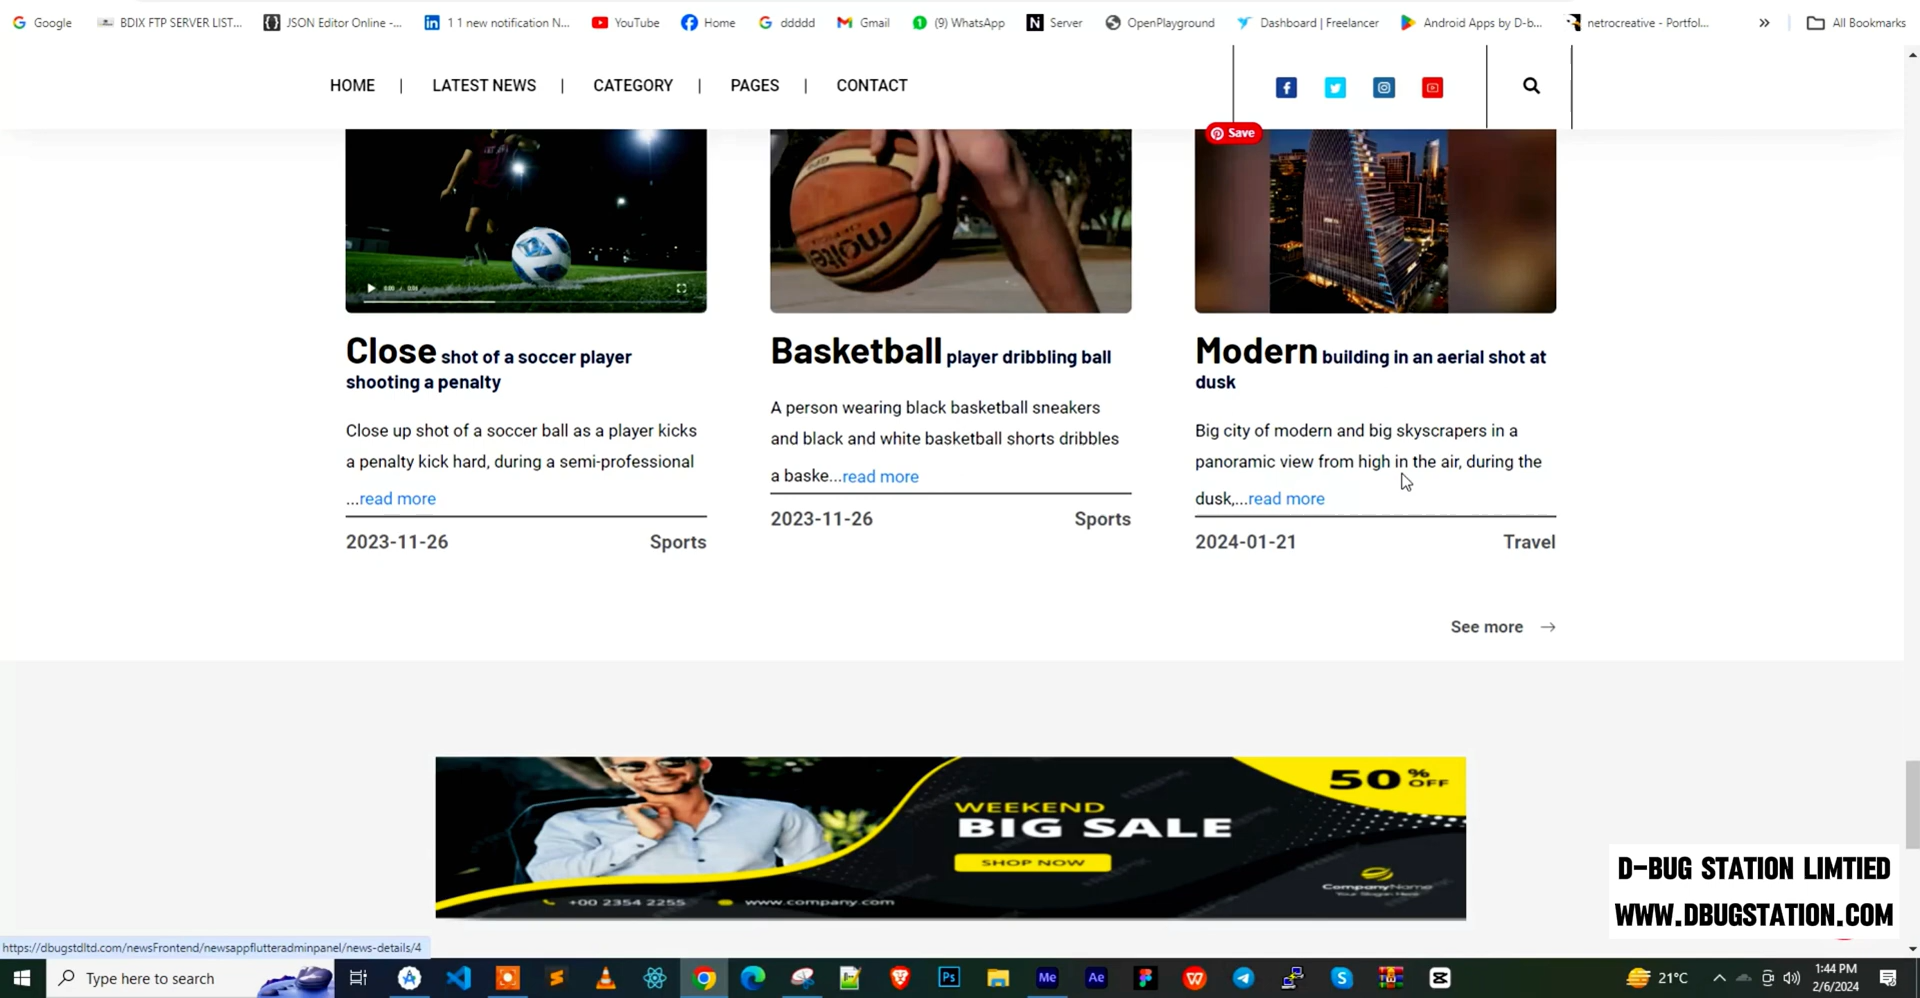 Google
BDIX FTP SERVER LIST...
JSON Editor Online -...
1 1 new notification N...
YouTube
Home
ddddd
Gmail
(9) WhatsApp
Server
OpenPlayground
Dashboard | Freelancer
Android Apps by D-b...
netrocreative - Portfol...
»
All Bookmarks
HOME | LATEST NEWS | CATEGORY | PAGES | CONTACT
Save
molten
0:00
Close shot of a soccer player
shooting a penalty
Close up shot of a soccer ball as a player kicks
a penalty kick hard, during a semi-professional
...read more
2023-11-26 Sports
Basketball player dribbling ball
A person wearing black basketball sneakers
and black and white basketball shorts dribbles
a baske...read more
2023-11-26 Sports
Modern building in an aerial shot at
dusk
Big city of modern and big skyscrapers in a
panoramic view from high in the air, during the
dusk,...read more
2024-01-21 Travel
See more →
50 % OFF
WEEKEND
BIG SALE
SHOP NOW
CompanyName
Your Slogan Here
+00 2354 2255 www.company.com
D-BUG STATION LIMTIED
WWW.DBUGSTATION.COM
https://dbugstdltd.com/newsFrontend/newsappflutteradminpanel/news-details/4
Type here to search
21°C
1:44 PM
2/6/2024